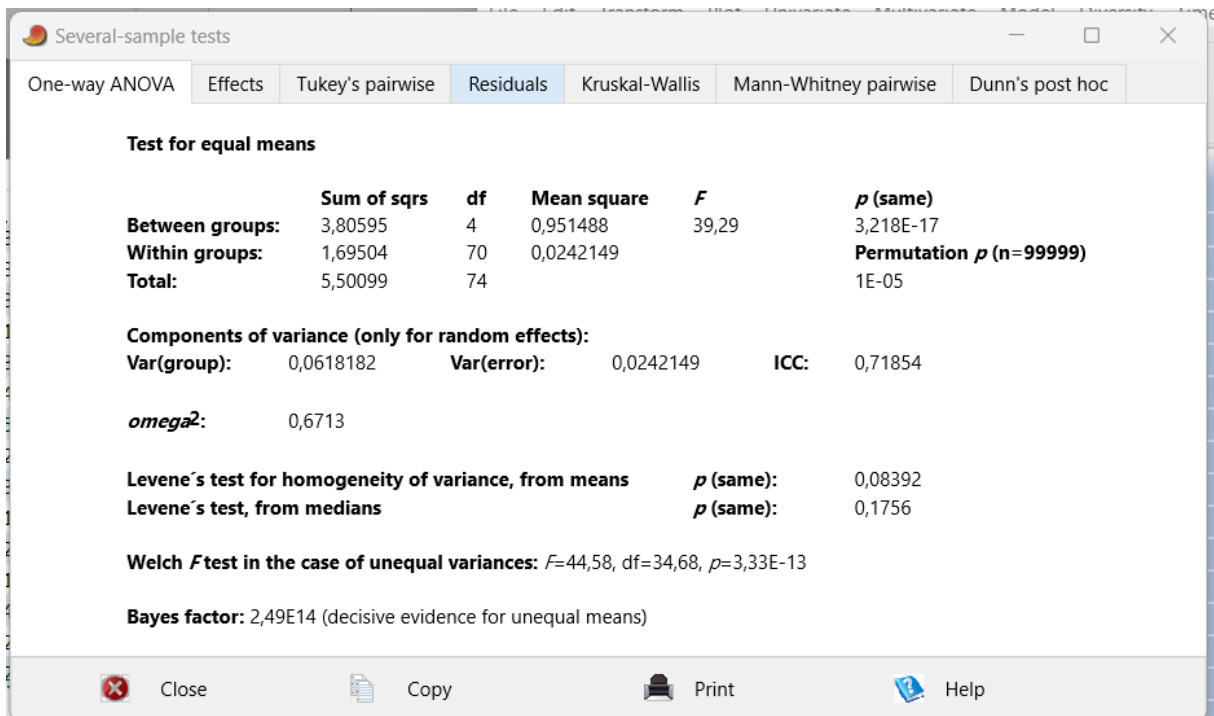 Several-sample tests
One-way ANOVA Effects Tukey's pairwise Residuals Kruskal-Wallis Mann-Whitney pairwise Dunn's post hoc
Test for equal means
Sum of sqrs df Mean square F p (same)
Between groups: 3,80595 4 0,951488 39,29 3,218E-17
Within groups: 1,69504 70 0,0242149 Permutation p (n=99999)
Total: 5,50099 74 1E-05
Components of variance (only for random effects):
Var(group): 0,0618182 Var(error): 0,0242149 ICC: 0,71854
omega2: 0,6713
Levene´s test for homogeneity of variance, from means p (same): 0,08392
Levene´s test, from medians p (same): 0,1756
Welch F test in the case of unequal variances: F=44,58, df=34,68, p=3,33E-13
Bayes factor: 2,49E14 (decisive evidence for unequal means)
Close Copy Print Help